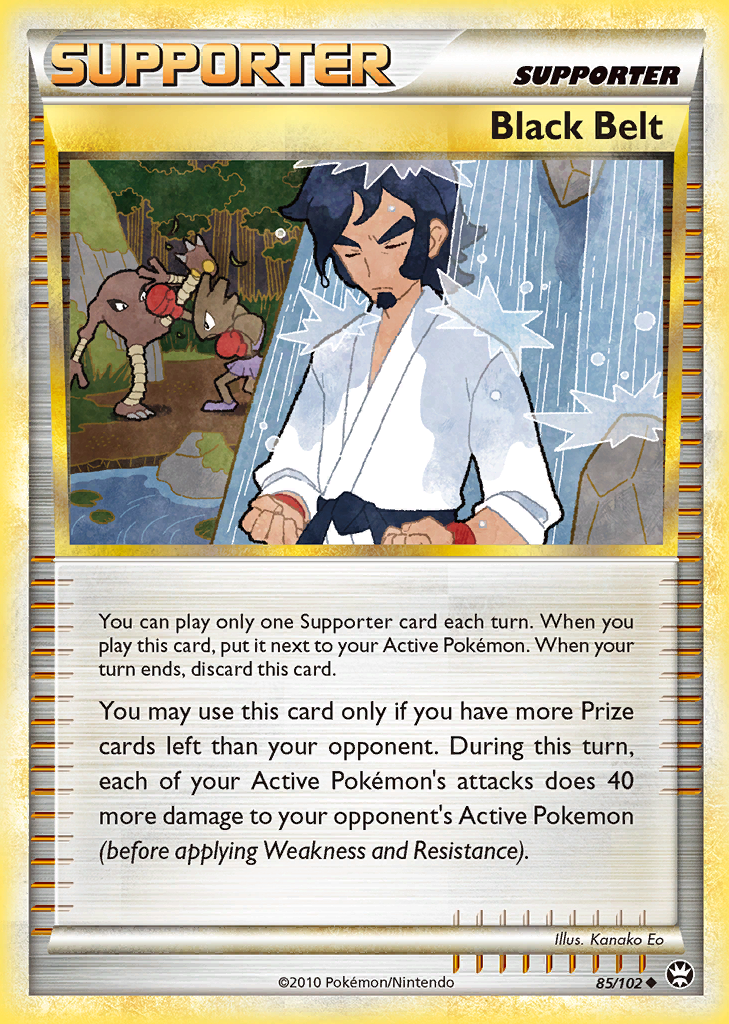 SUPPORTER
SUPPORTER
Black Belt
You can play only one Supporter card each turn. When you
play this card, put it next to your Active Pokémon. When your
turn ends, discard this card.
You may use this card only if you have more Prize
cards left than your opponent. During this turn,
each of your Active Pokémon's attacks does 40
more damage to your opponent's Active Pokemon
(before applying Weakness and Resistance).
Illus. Kanako Eo
©2010 Pokémon/Nintendo
85/102 ◆